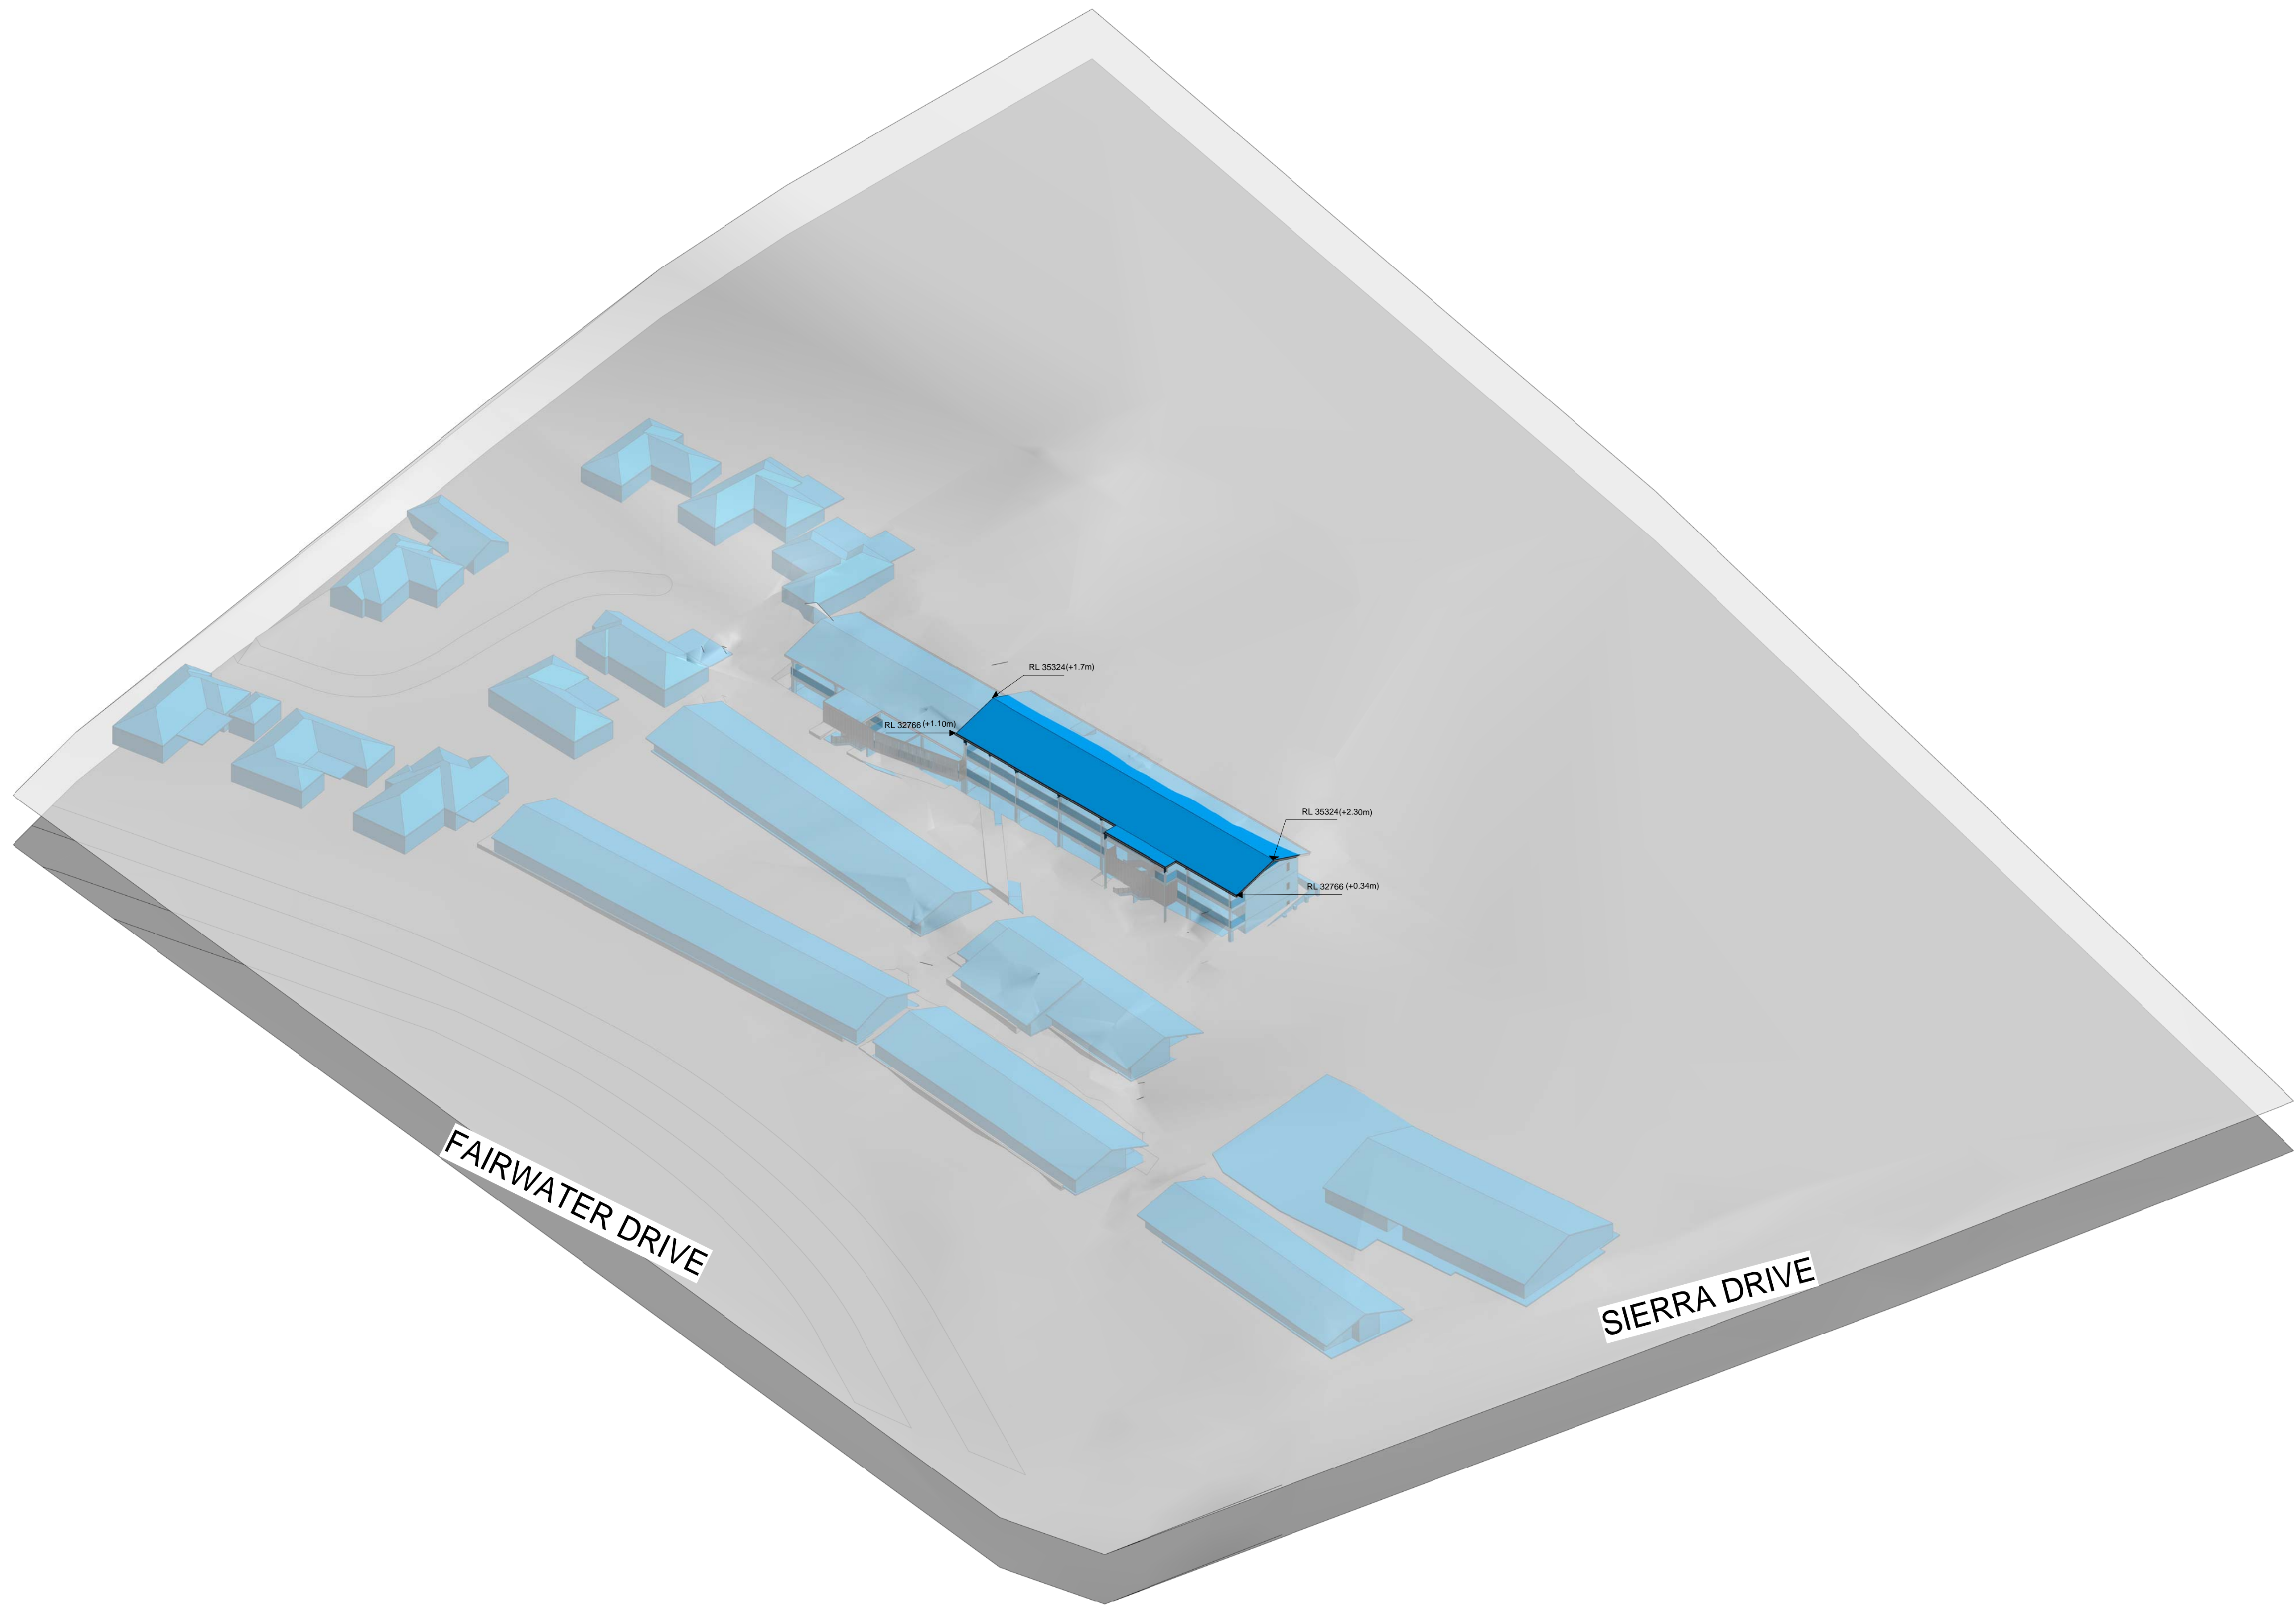 RL 35324(+1.7m)
RL 32766 (+1.10m)
RL 35324(+2.30m)
RL 32766 (+0.34m)
FAIRWATER DRIVE
SIERRA DRIVE